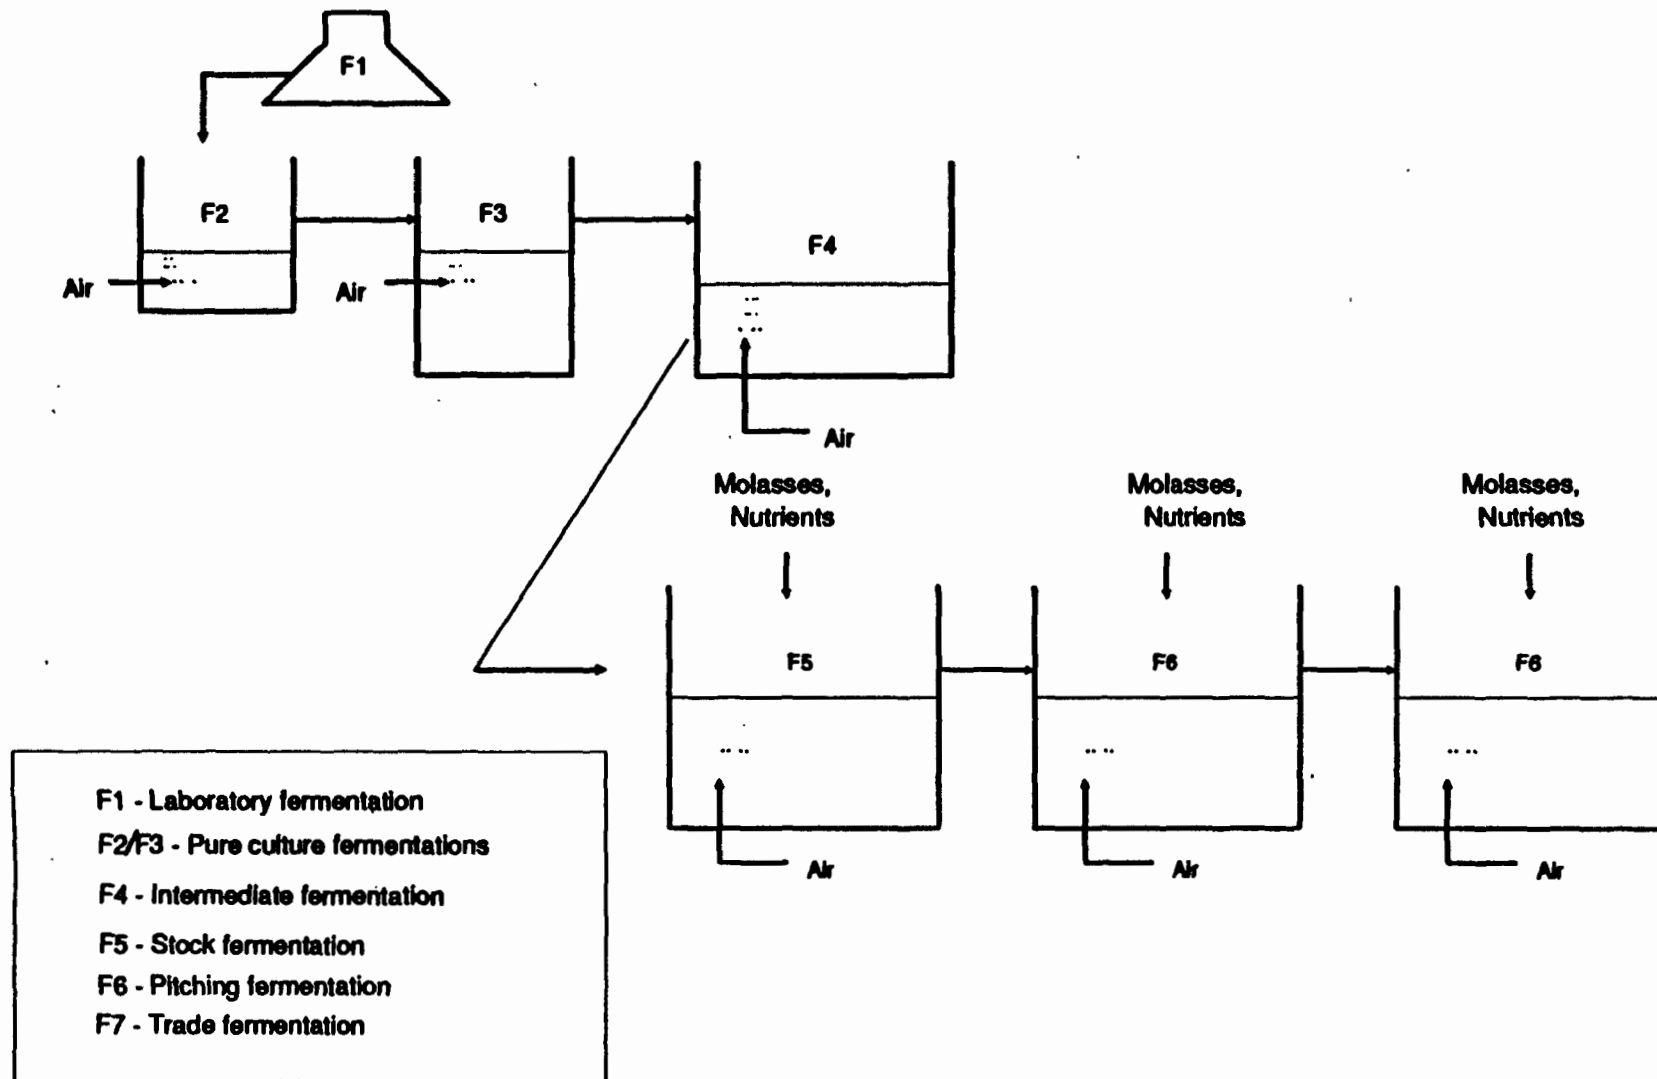 F1
F2
F3
F4
Air
Air
Air
Molasses,
Nutrients
Molasses,
Nutrients
Molasses,
Nutrients
F5
F6
F6
Air
Air
Air
F1 - Laboratory fermentation
F2/F3 - Pure culture fermentations
F4 - Intermediate fermentation
F5 - Stock fermentation
F6 - Pitching fermentation
F7 - Trade fermentation